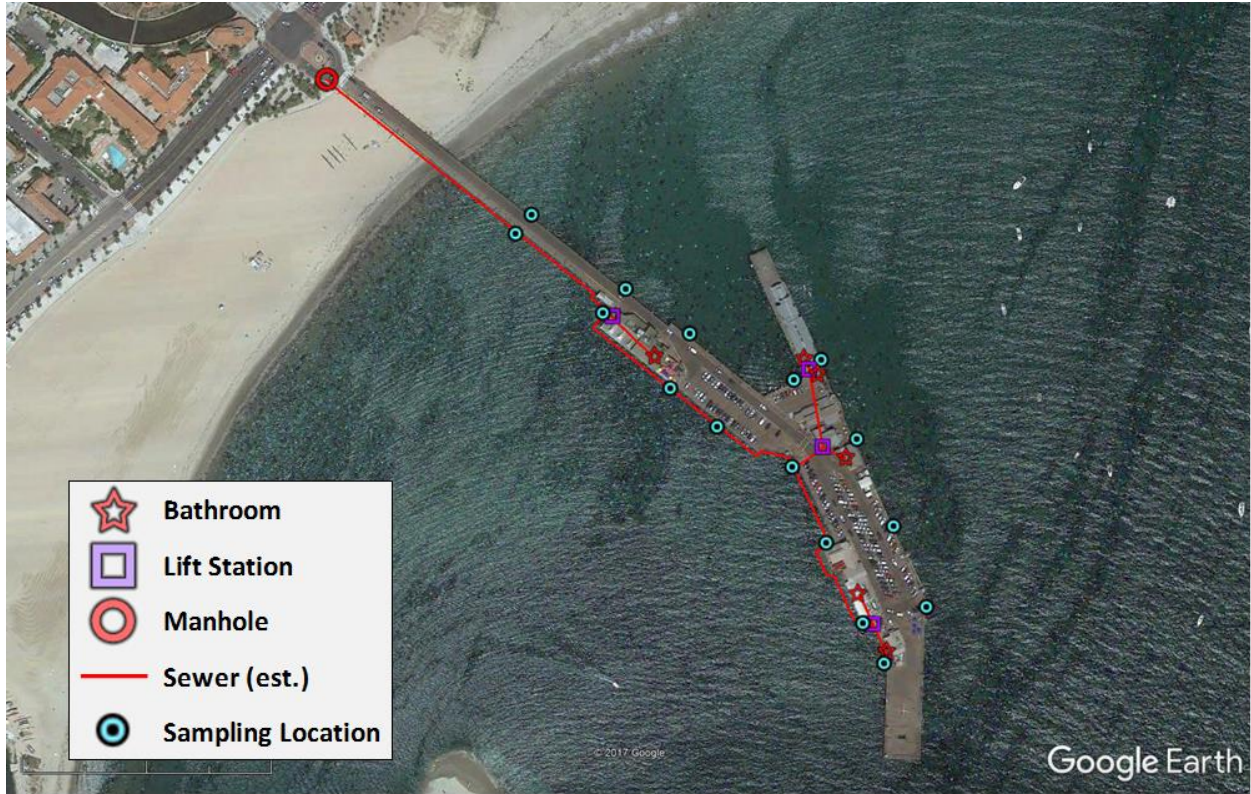 Bathroom
Lift Station
Manhole
Sewer (est.)
Sampling Location
© 2017 Google
Google Earth